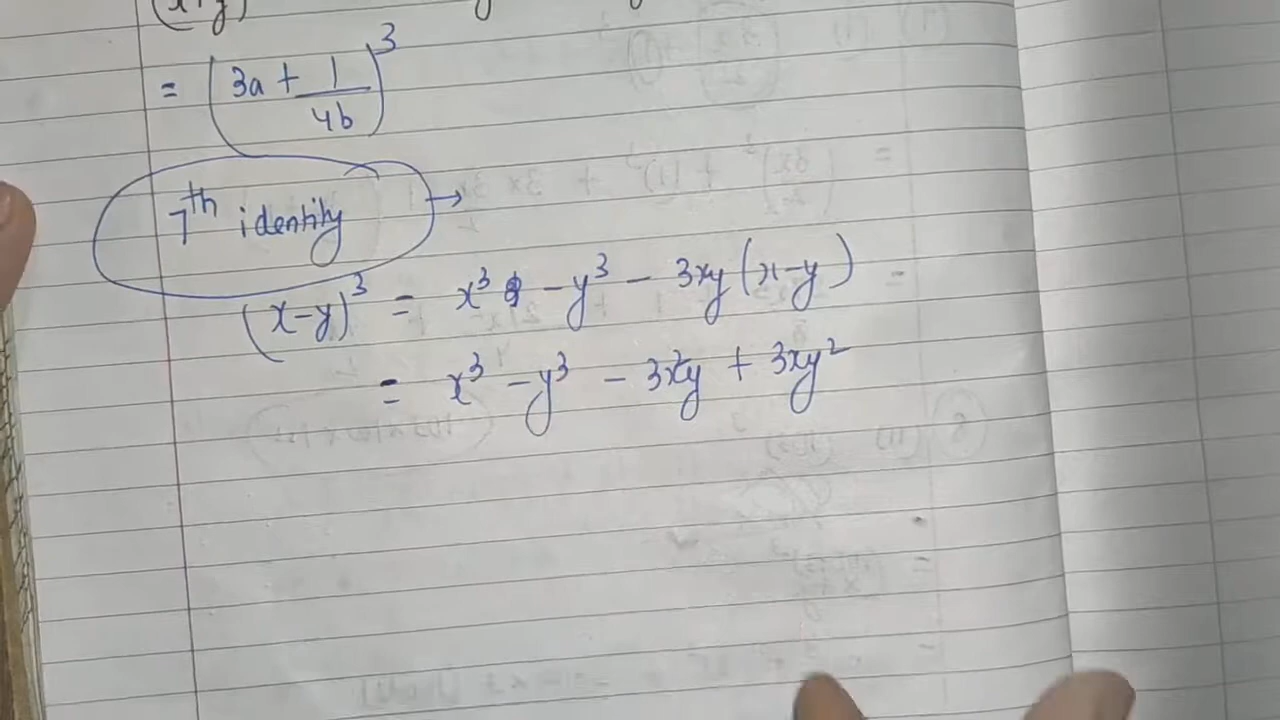 = (3a + 1/4b)³
7th identity →
(x-y)³ = x³ - y³ - 3xy(x-y)
= x³ - y³ - 3x²y + 3xy²